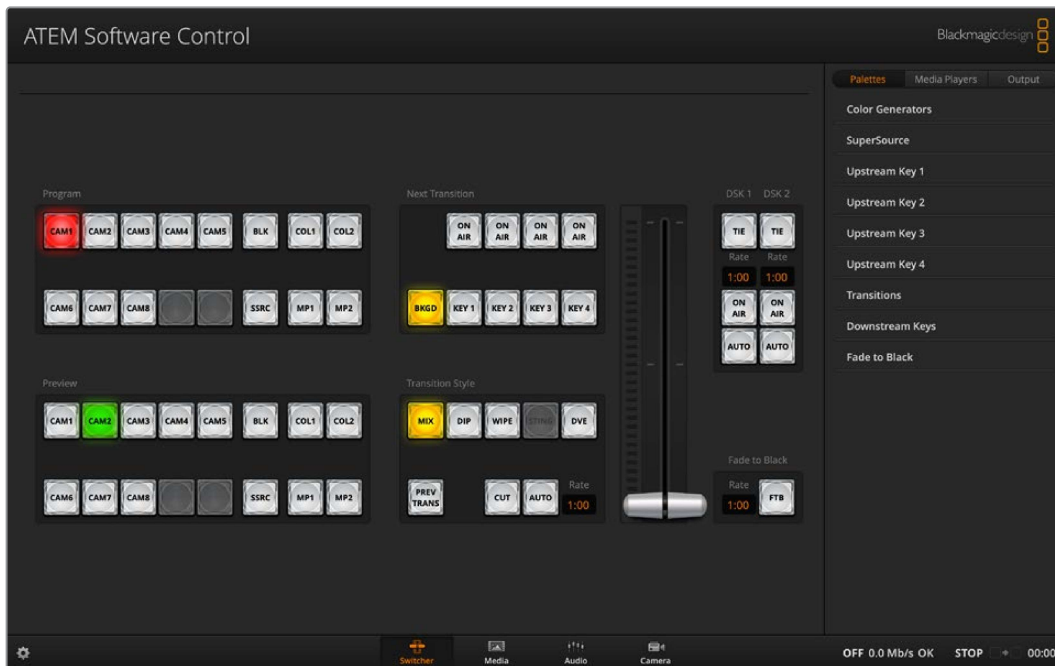 ATEM Software Control
Blackmagicdesign
Palettes Media Players Output
Color Generators
SuperSource
Upstream Key 1
Upstream Key 2
Upstream Key 3
Upstream Key 4
Transitions
Downstream Keys
Fade to Black
Program
CAM1 CAM2 CAM3 CAM4 CAM5 BLK COL1 COL2
CAM6 CAM7 CAM8 SSRC MP1 MP2
Next Transition
ON AIR ON AIR ON AIR ON AIR
BKGD KEY 1 KEY 2 KEY 3 KEY 4
DSK 1 DSK 2
TIE TIE
Rate Rate
1:00 1:00
ON AIR ON AIR
AUTO AUTO
Preview
CAM1 CAM2 CAM3 CAM4 CAM5 BLK COL1 COL2
CAM6 CAM7 CAM8 SSRC MP1 MP2
Transition Style
MIX DIP WIPE STING DVE
PREV TRANS CUT AUTO Rate 1:00
Fade to Black
Rate
1:00 FTB
Switcher Media Audio Camera
OFF 0.0 Mb/s OK STOP 00:00